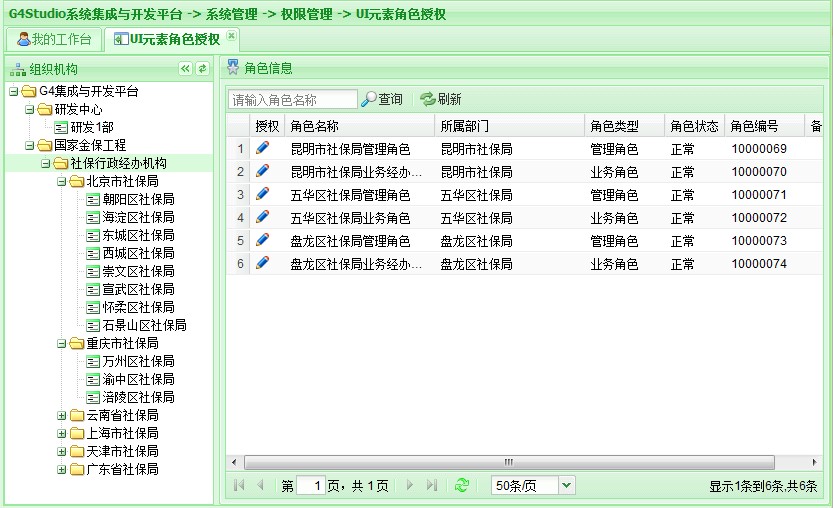 G4Studio系统集成与开发平台 -> 系统管理 -> 权限管理 -> UI元素角色授权
我的工作台 UI元素角色授权
组织机构
G4集成与开发平台
研发中心
研发1部
国家金保工程
社保行政经办机构
北京市社保局
朝阳区社保局
海淀区社保局
东城区社保局
西城区社保局
崇文区社保局
宣武区社保局
怀柔区社保局
石景山区社保局
重庆市社保局
万州区社保局
渝中区社保局
涪陵区社保局
云南省社保局
上海市社保局
天津市社保局
广东省社保局
角色信息
请输入角色名称 查询 刷新
授权 角色名称 所属部门 角色类型 角色状态 角色编号 备
1 昆明市社保局管理角色 昆明市社保局 管理角色 正常 10000069
2 昆明市社保局业务经办... 昆明市社保局 业务角色 正常 10000070
3 五华区社保局管理角色 五华区社保局 管理角色 正常 10000071
4 五华区社保局业务角色 五华区社保局 业务角色 正常 10000072
5 盘龙区社保局管理角色 盘龙区社保局 管理角色 正常 10000073
6 盘龙区社保局业务经办... 盘龙区社保局 业务角色 正常 10000074
第 1 页，共 1 页 50条/页 显示1条到6条,共6条